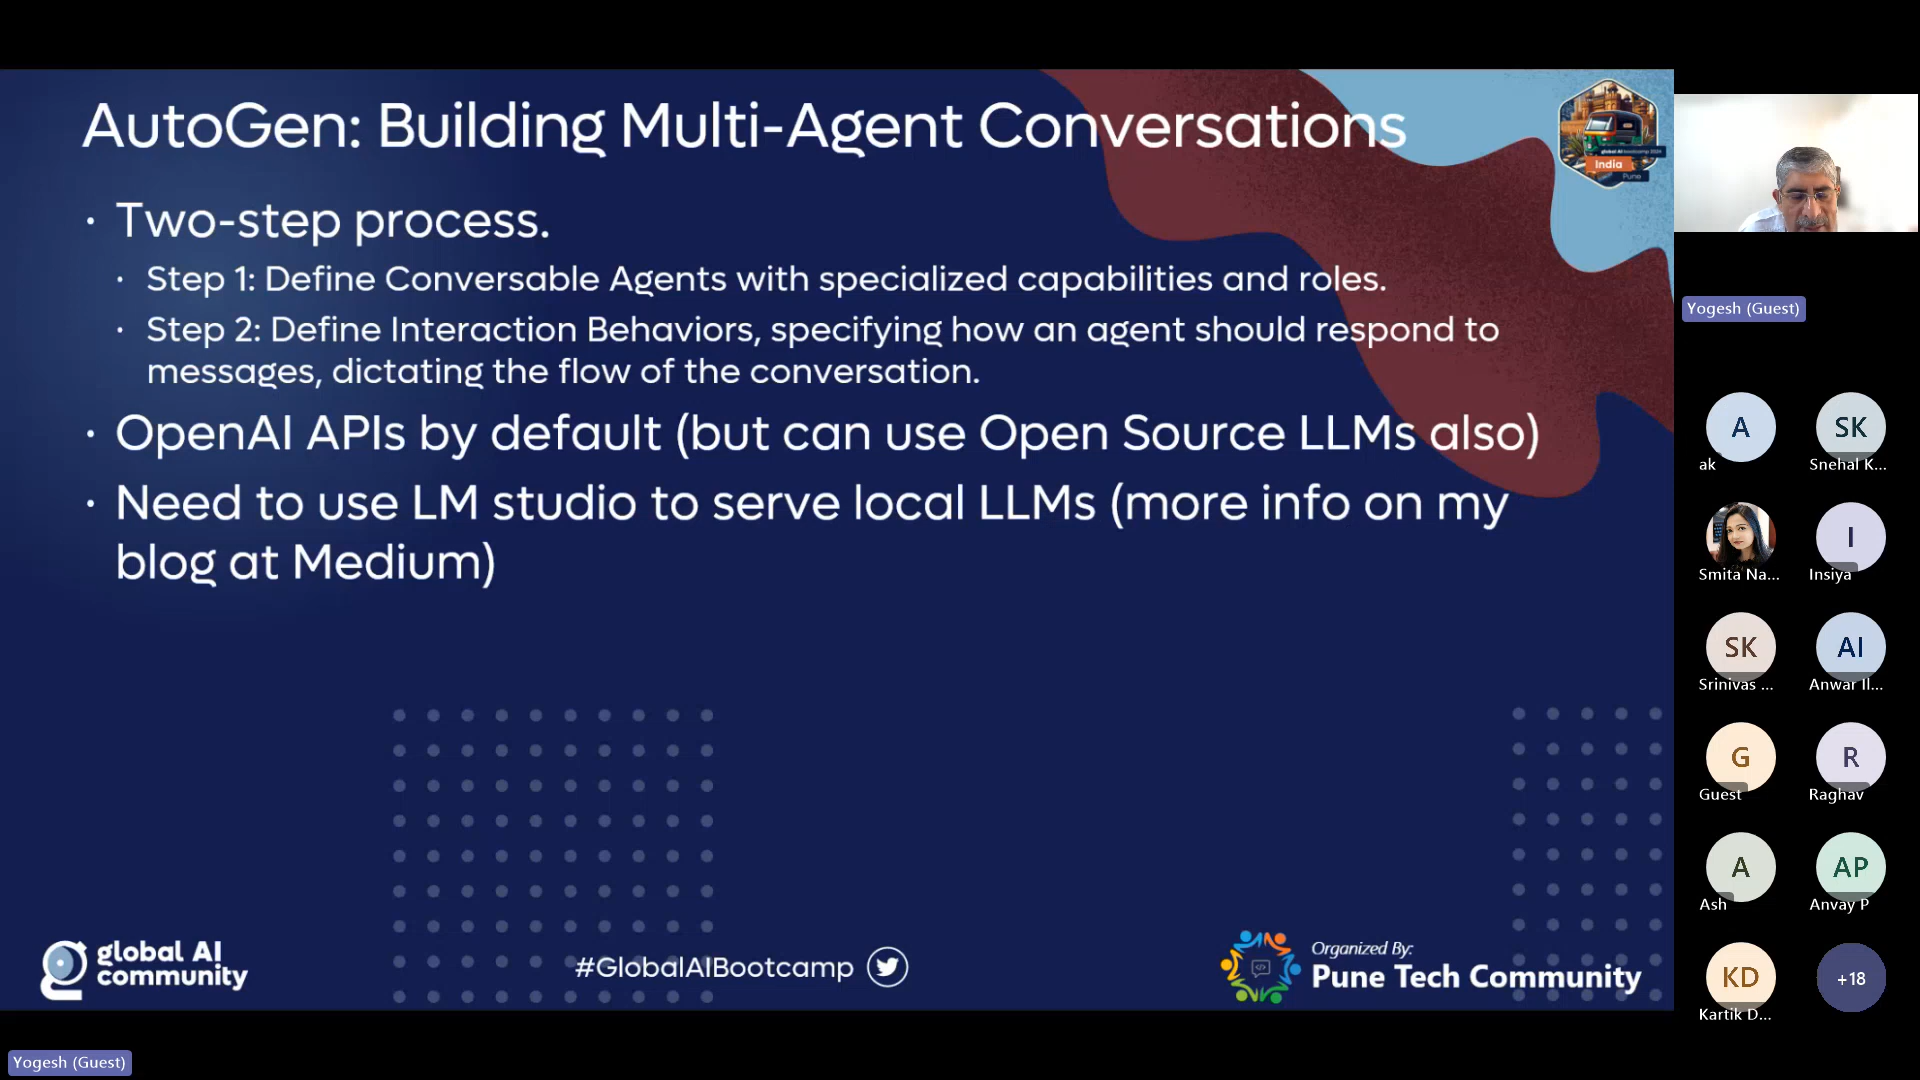 AutoGen: Building Multi-Agent Conversations
· Two-step process.
· Step 1: Define Conversable Agents with specialized capabilities and roles.
· Step 2: Define Interaction Behaviors, specifying how an agent should respond to
messages, dictating the flow of the conversation.
· OpenAI APIs by default (but can use Open Source LLMs also)
· Need to use LM studio to serve local LLMs (more info on my
blog at Medium)
global AI bootcamp 2024
India
Pune
global AI
community
#GlobalAIBootcamp
Organized By:
Pune Tech Community
Yogesh (Guest)
Yogesh (Guest)
A
SK
ak
Snehal K...
I
Smita Na...
Insiya
SK
AI
Srinivas ...
Anwar Il...
G
R
Guest
Raghav
A
AP
Ash
Anvay P
KD
+18
Kartik D...